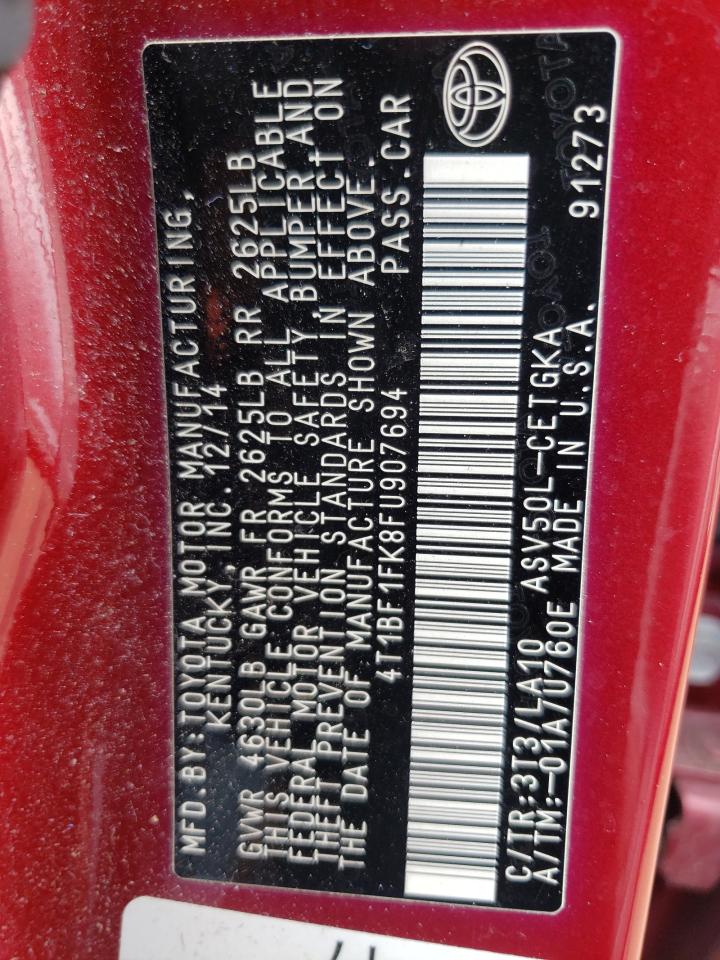 MFD.BY:TOYOTA MOTOR MANUFACTURING,
KENTUCKY, INC. 12/14
GVWR 4630LB GAWR FR 2625LB RR 2625LB
THIS VEHICLE CONFORMS TO ALL APPLICABLE
FEDERAL MOTOR VEHICLE SAFETY, BUMPER AND
THEFT PREVENTION STANDARDS IN EFFECT ON
THE DATE OF MANUFACTURE SHOWN ABOVE.
4T1BF1FK8FU907694 PASS.CAR
C/TR:3T3/LA10 ASV50L-CETGKA
A/TM:-01A/0760E MADE IN U.S.A. 91273